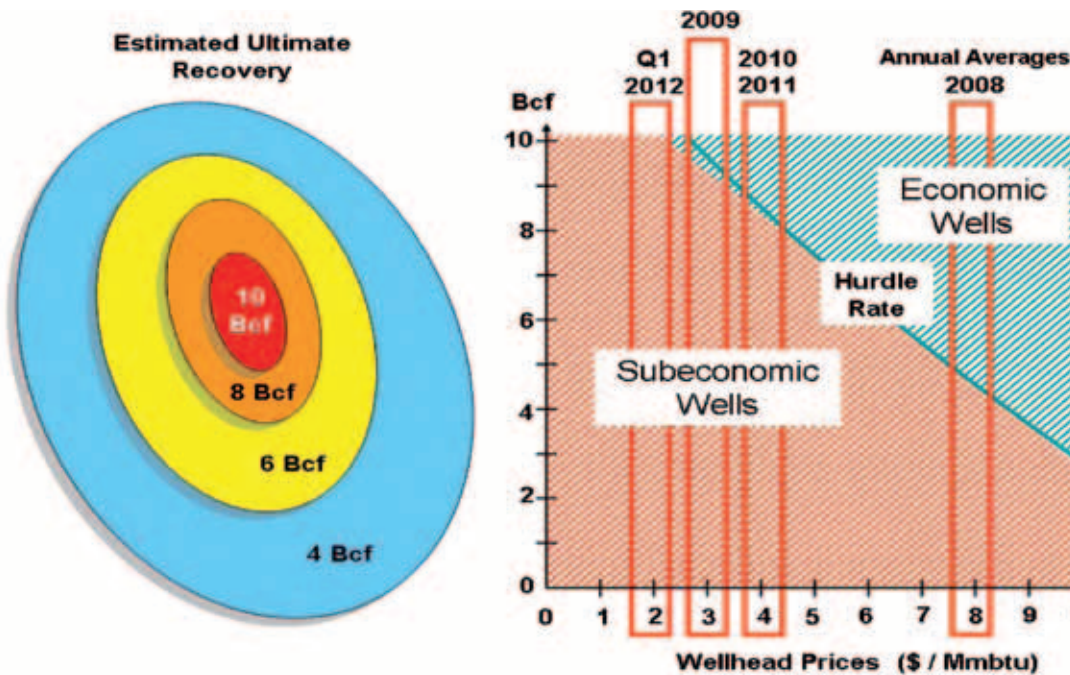 Estimated Ultimate
Recovery
10
Bcf
8 Bcf
6 Bcf
4 Bcf
2009
Q1
2012
2010
2011
Annual Averages
2008
Bcf
10
8
6
4
2
0
Economic
Wells
Hurdle
Rate
Subeconomic
Wells
0 1 2 3 4 5 6 7 8 9
Wellhead Prices ($ / Mmbtu)